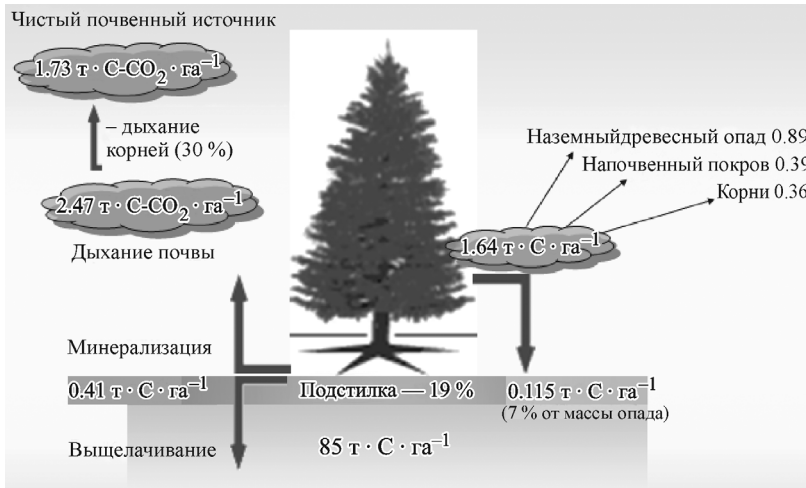 Чистый почвенный источник
1.73 т · C-CO₂ · га⁻¹
– дыхание
корней (30 %)
2.47 т · C-CO₂ · га⁻¹
Дыхание почвы
Наземныйдревесный опад 0.89
Напочвенный покров 0.39
Корни 0.36
1.64 т · C · га⁻¹
Минерализация
0.41 т · C · га⁻¹
Подстилка — 19 %
0.115 т · C · га⁻¹
(7 % от массы опада)
Выщелачивание
85 т · C · га⁻¹